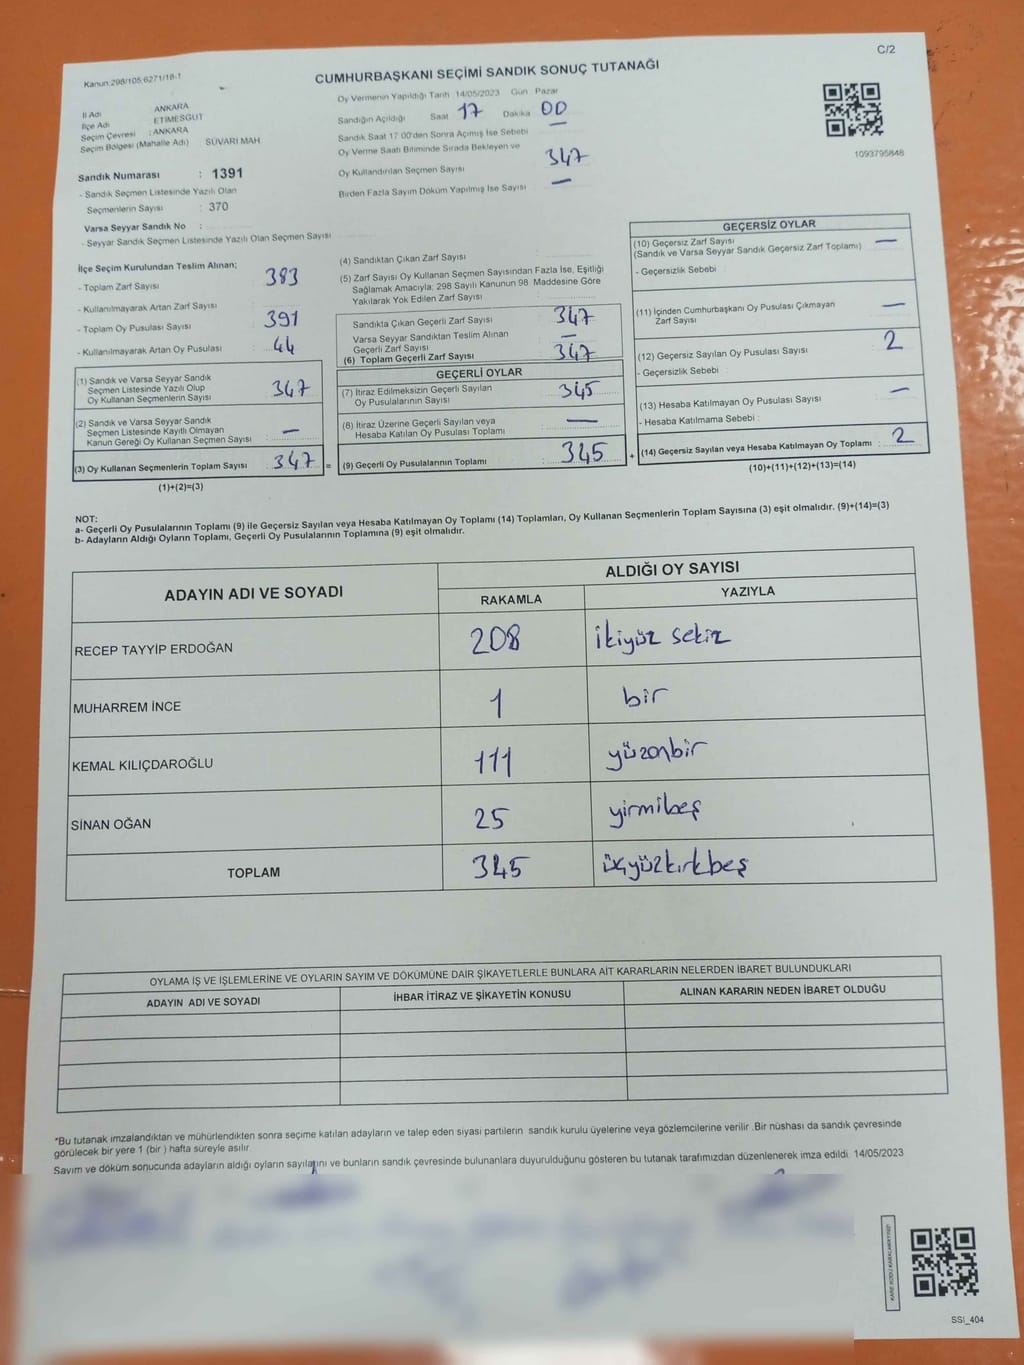 C/2
Kanun:298/105;6271/18-1
CUMHURBAŞKANI SEÇİMİ SANDIK SONUÇ TUTANAĞI
İl Adı : ANKARA
İlçe Adı : ETİMESGUT
Seçim Çevresi : ANKARA
Seçim Bölgesi (Mahalle Adı) SÜVARİ MAH
Sandık Numarası : 1391
- Sandık Seçmen Listesinde Yazılı Olan
Seçmenlerin Sayısı : 370
Varsa Seyyar Sandık No :
- Seyyar Sandık Seçmen Listesinde Yazılı Olan Seçmen Sayısı
Oy Vermenin Yapıldığı Tarih 14/05/2023 Gün : Pazar
Sandığın Açıldığı Saat 17 Dakika 00
Sandık Saat 17:00'den Sonra Açılmış İse Sebebi —
Oy Verme Saati Bitiminde Sırada Bekleyen ve
Oy Kullandırılan Seçmen Sayısı 347
Birden Fazla Sayım Döküm Yapılmış İse Sayısı —
1093795848
İlçe Seçim Kurulundan Teslim Alınan;
- Toplam Zarf Sayısı : 383
- Kullanılmayarak Artan Zarf Sayısı :
- Toplam Oy Pusulası Sayısı : 391
- Kullanılmayarak Artan Oy Pusulası : 44
(1) Sandık ve Varsa Seyyar Sandık
Seçmen Listesinde Yazılı Olup
Oy Kullanan Seçmenlerin Sayısı : 347
(2) Sandık ve Varsa Seyyar Sandık
Seçmen Listesinde Kayıtlı Olmayan
Kanun Gereği Oy Kullanan Seçmen Sayısı : —
(3) Oy Kullanan Seçmenlerin Toplam Sayısı : 347 =
(1)+(2)=(3)
(4) Sandıktan Çıkan Zarf Sayısı :
(5) Zarf Sayısı Oy Kullanan Seçmen Sayısından Fazla İse, Eşitliği
Sağlamak Amacıyla; 298 Sayılı Kanunun 98 Maddesine Göre
Yakılarak Yok Edilen Zarf Sayısı :
Sandıkta Çıkan Geçerli Zarf Sayısı : 347
Varsa Seyyar Sandıktan Teslim Alınan
Geçerli Zarf Sayısı : —
(6) Toplam Geçerli Zarf Sayısı : 347
GEÇERLİ OYLAR
(7) İtiraz Edilmeksizin Geçerli Sayılan
Oy Pusulalarının Sayısı : 345
(8) İtiraz Üzerine Geçerli Sayılan veya
Hesaba Katılan Oy Pusulası Toplamı : —
(9) Geçerli Oy Pusulalarının Toplamı : 345 +
GEÇERSİZ OYLAR
(10) Geçersiz Zarf Sayısı
(Sandık ve Varsa Seyyar Sandık Geçersiz Zarf Toplamı) : —
- Geçersizlik Sebebi :
(11) İçinden Cumhurbaşkanı Oy Pusulası Çıkmayan
Zarf Sayısı : —
(12) Geçersiz Sayılan Oy Pusulası Sayısı : 2
- Geçersizlik Sebebi
(13) Hesaba Katılmayan Oy Pusulası Sayısı : —
- Hesaba Katılmama Sebebi :
(14) Geçersiz Sayılan veya Hesaba Katılmayan Oy Toplamı : 2
(10)+(11)+(12)+(13)=(14)
NOT:
a- Geçerli Oy Pusulalarının Toplamı (9) ile Geçersiz Sayılan veya Hesaba Katılmayan Oy Toplamı (14) Toplamları, Oy Kullanan Seçmenlerin Toplam Sayısına (3) eşit olmalıdır. (9)+(14)=(3)
b- Adayların Aldığı Oyların Toplamı, Geçerli Oy Pusulalarının Toplamına (9) eşit olmalıdır.
ADAYIN ADI VE SOYADI ALDIĞI OY SAYISI
RAKAMLA YAZIYLA
RECEP TAYYİP ERDOĞAN 208 ikiyüz sekiz
MUHARREM İNCE 1 bir
KEMAL KILIÇDAROĞLU 111 yüzonbir
SİNAN OĞAN 25 yirmibeş
TOPLAM 345 üçyüzkırkbeş
OYLAMA İŞ VE İŞLEMLERİNE VE OYLARIN SAYIM VE DÖKÜMÜNE DAİR ŞİKAYETLERLE BUNLARA AİT KARARLARIN NELERDEN İBARET BULUNDUKLARI
ADAYIN ADI VE SOYADI İHBAR İTİRAZ VE ŞİKAYETİN KONUSU ALINAN KARARIN NEDEN İBARET OLDUĞU
*Bu tutanak imzalandıktan ve mühürlendikten sonra seçime katılan adayların ve talep eden siyasi partilerin sandık kurulu üyelerine veya gözlemcilerine verilir. Bir nüshası da sandık çevresinde
görülecek bir yere 1 (bir ) hafta süreyle asılır.
Sayım ve döküm sonucunda adayların aldığı oyların sayılarını ve bunların sandık çevresinde bulunanlara duyurulduğunu gösteren bu tutanak tarafımızdan düzenlenerek imza edildi. 14/05/2023
SSI_404